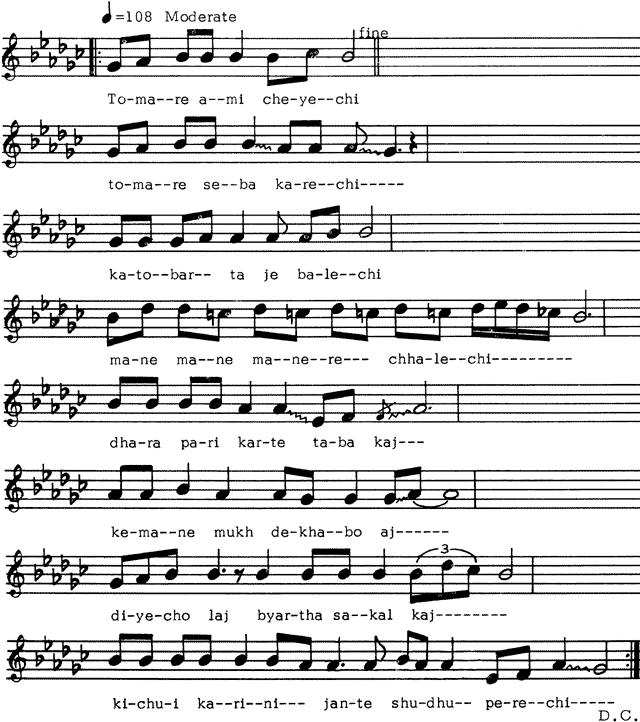 =108 Moderate
fine
To-ma--re a--mi che-ye--chi
to-ma--re se--ba ka-re--chi-----
ka-to--bar-- ta je ba-le--chi
ma-ne ma--ne ma--ne-re--- chha-le--chi---------
dha-ra pa-ri kar-te ta-ba kaj---
ke-ma--ne mukh de-kha--bo aj------
3
di-ye-cho laj byar-tha sa--kal kaj--------
ki-chu-i ka--ri--ni--- jan-te shu-dhu-- pe-re--chi-----
D.C.